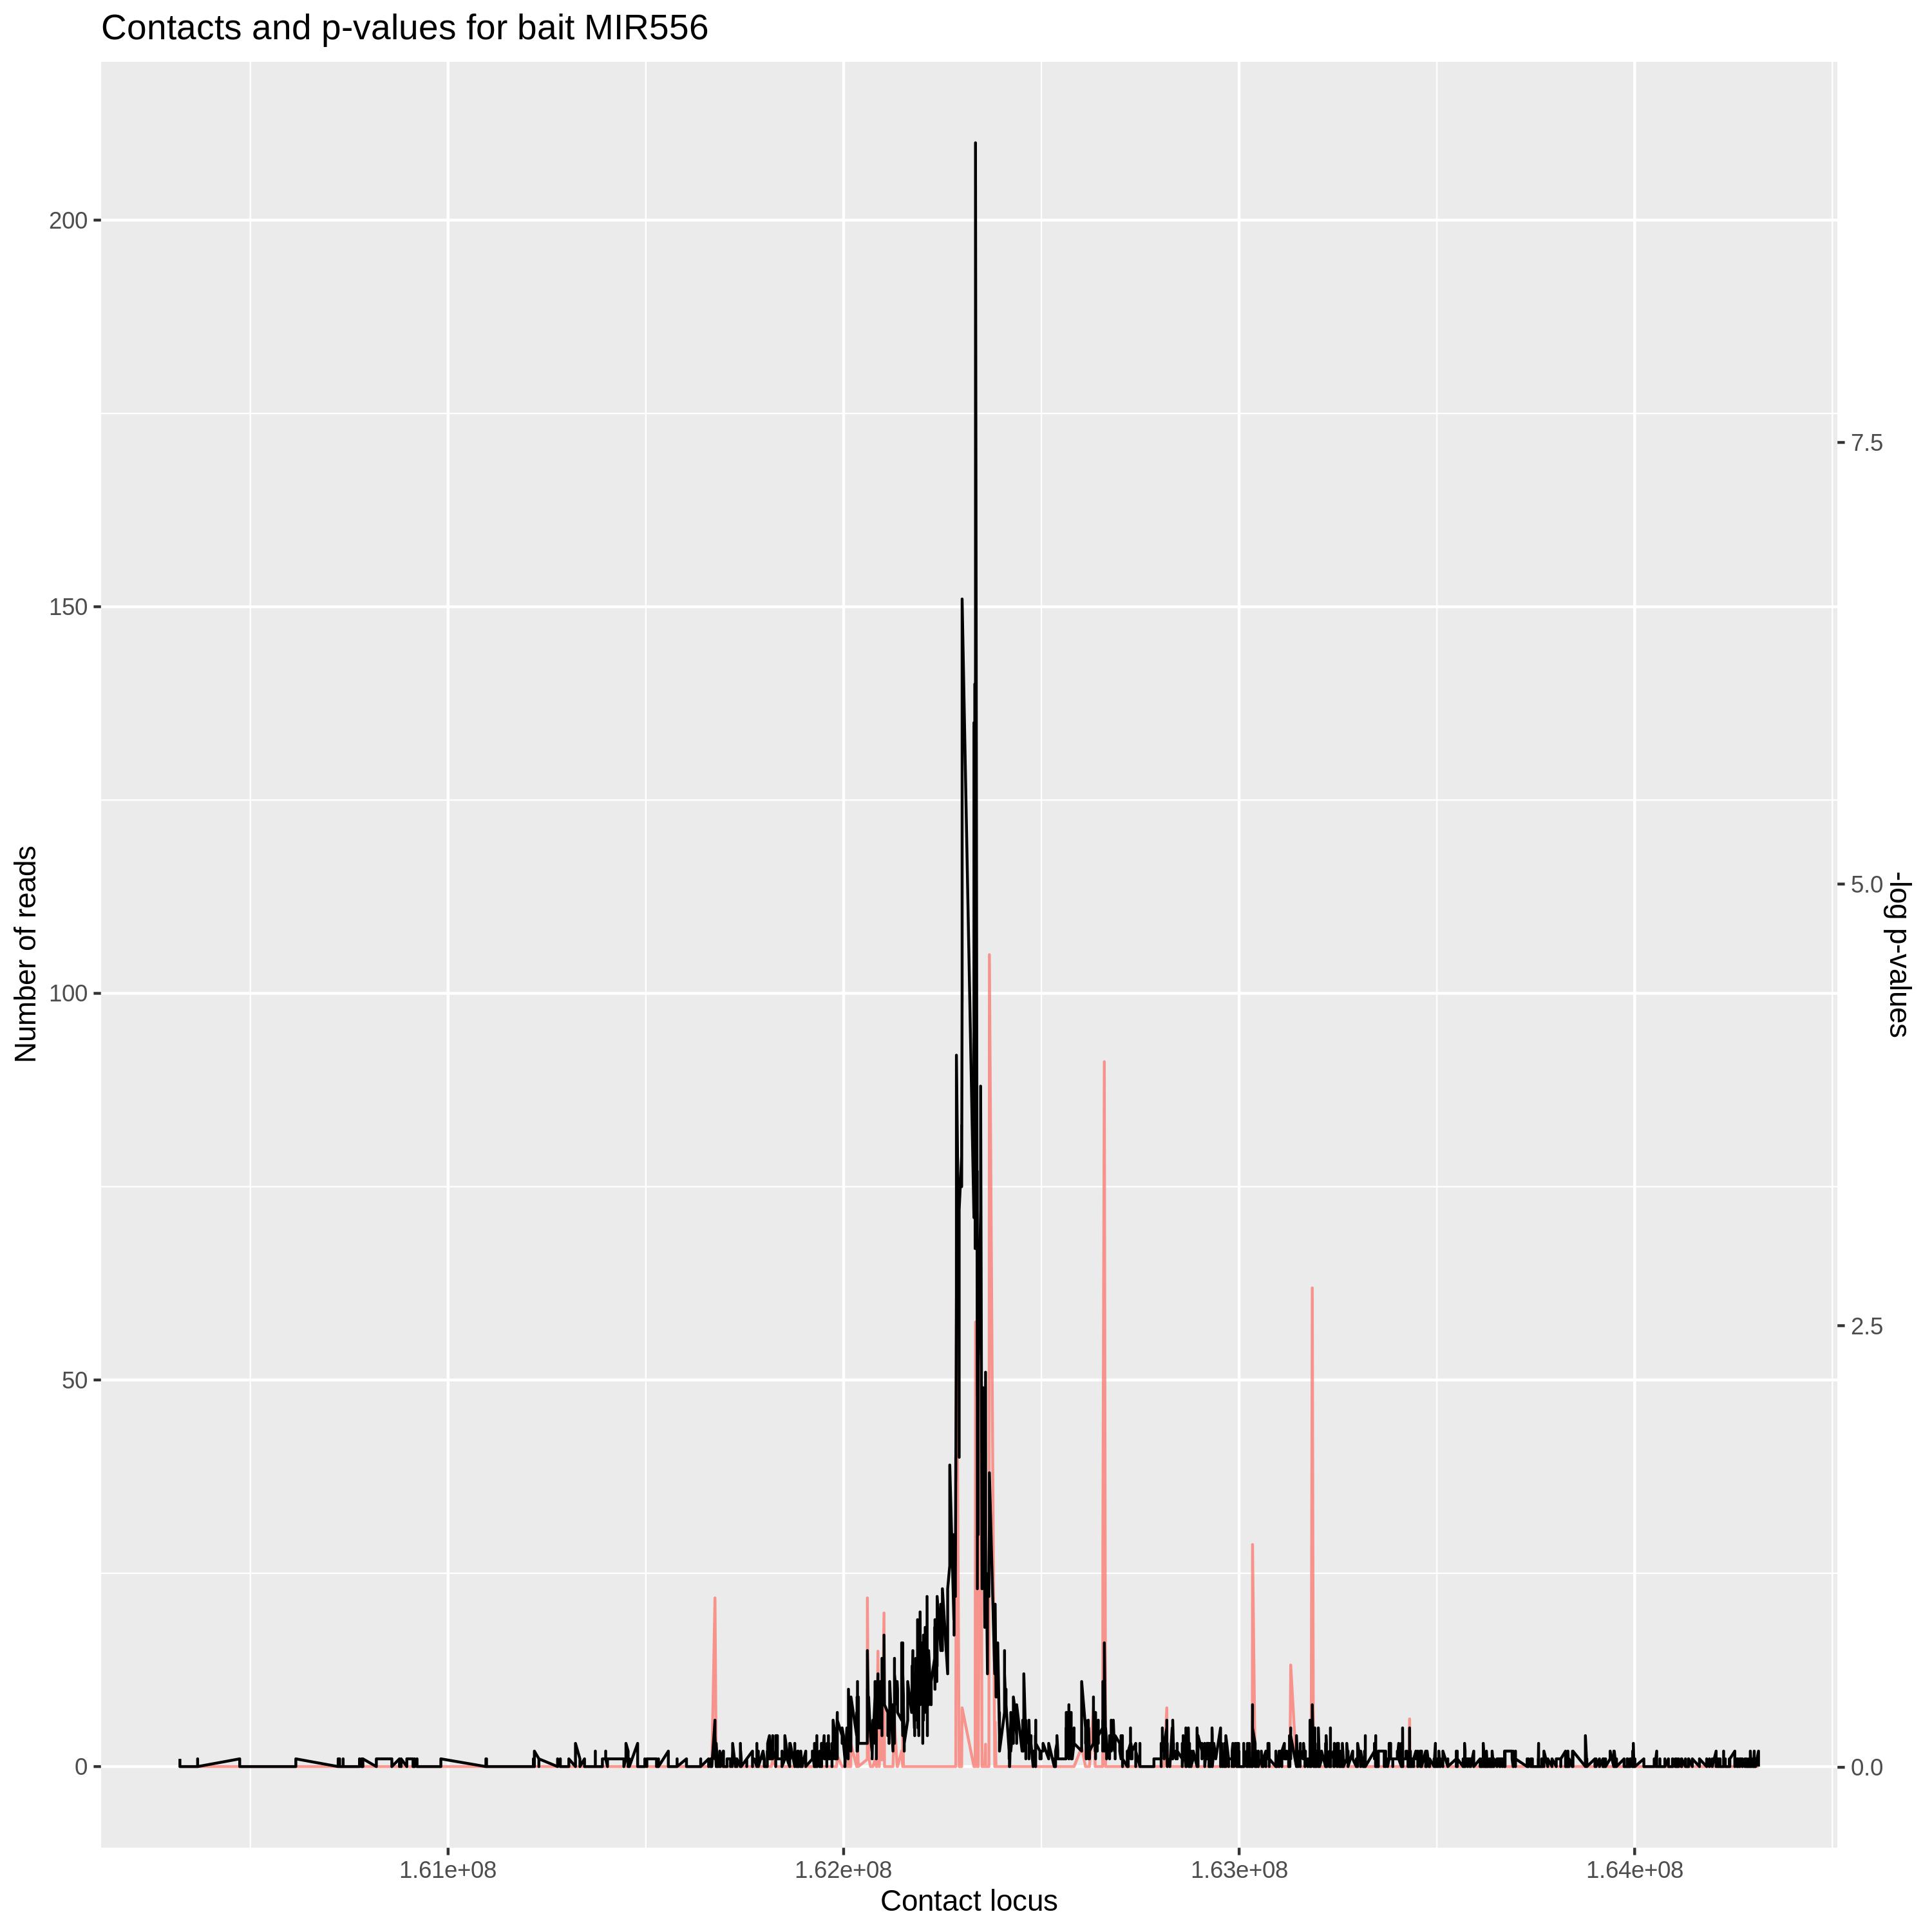 Contacts and p-values for bait MIR556
Number of reads
200
150
100
50
0
7.5
5.0
2.5
0.0
-log p-values
1.61e+08
1.62e+08
1.63e+08
1.64e+08
Contact locus